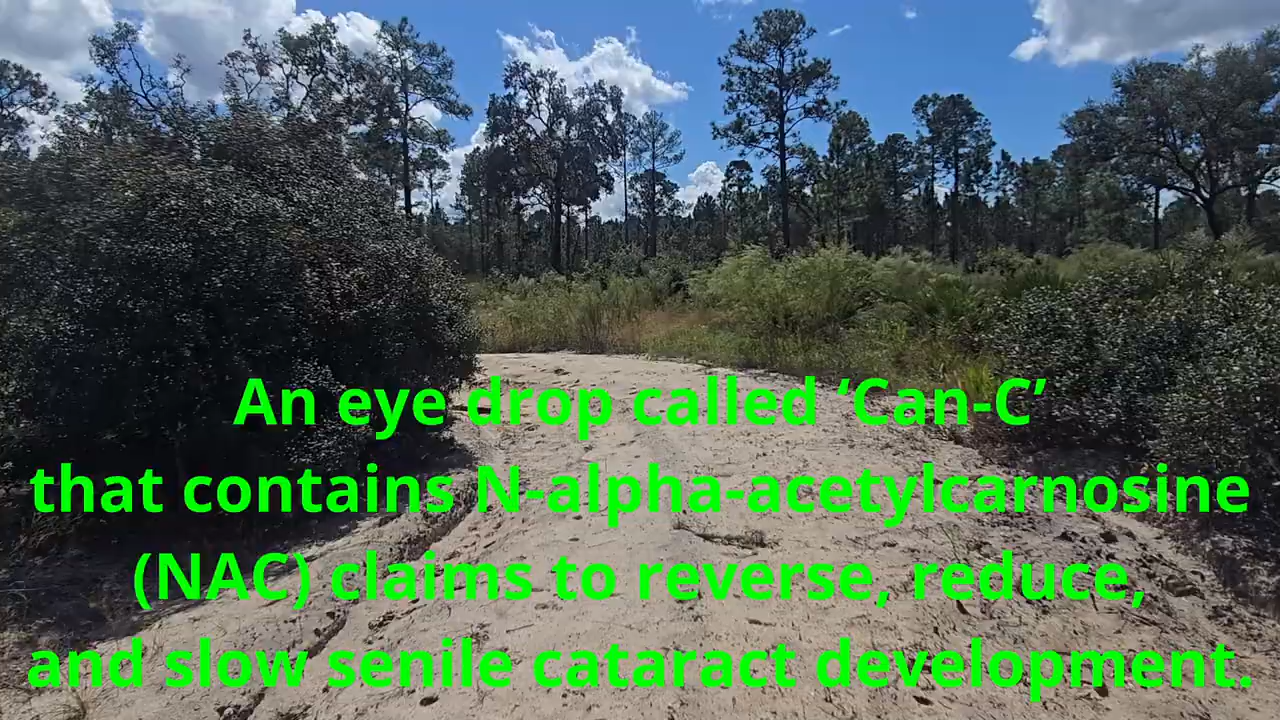 An eye drop called ‘Can-C’
that contains N-alpha-acetylcarnosine
(NAC) claims to reverse, reduce,
and slow senile cataract development.